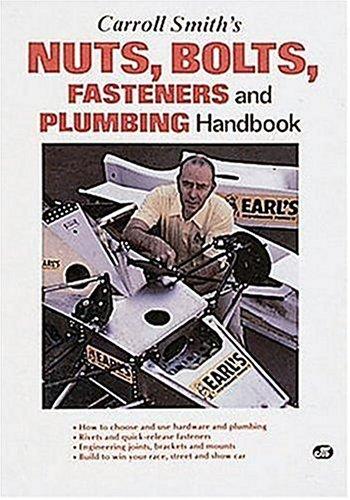 Carroll Smith's
NUTS, BOLTS,
FASTENERS and
PLUMBING Handbook
EARL'S
EARL'S
• How to choose and use hardware and plumbing
• Rivets and quick-release fasteners
• Engineering joints, brackets and mounts
• Build to win your race, street and show car